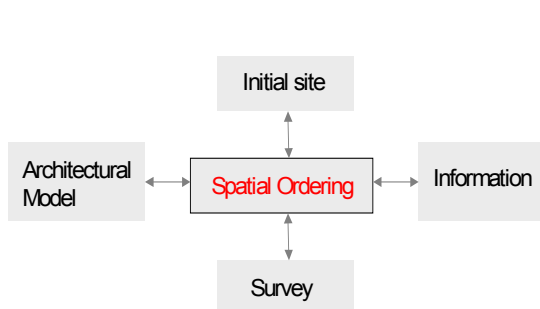 Initial site
Architectural
Model
Spatial Ordering
Information
Survey